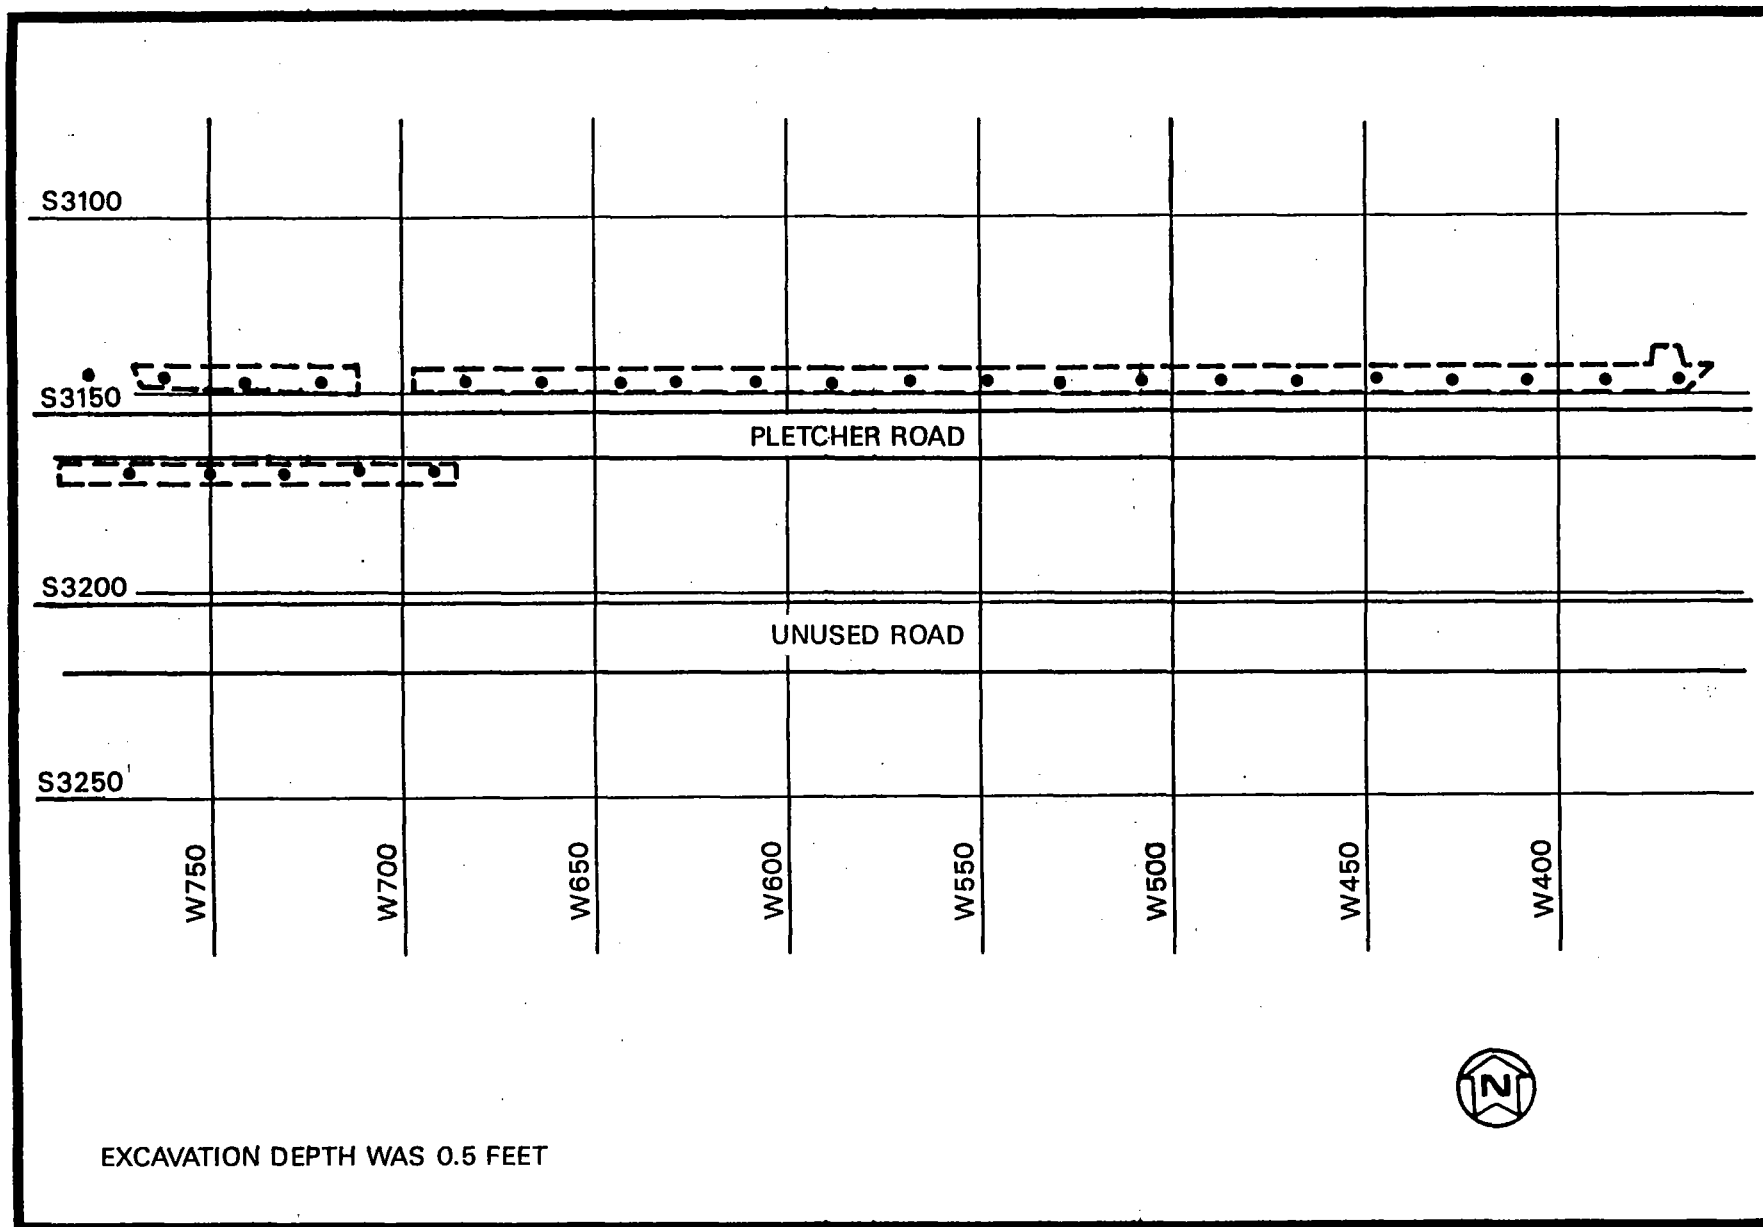 S3100
S3150
PLETCHER ROAD
S3200
UNUSED ROAD
S3250
W750
W700
W650
W600
W550
W500
W450
W400
N
EXCAVATION DEPTH WAS 0.5 FEET